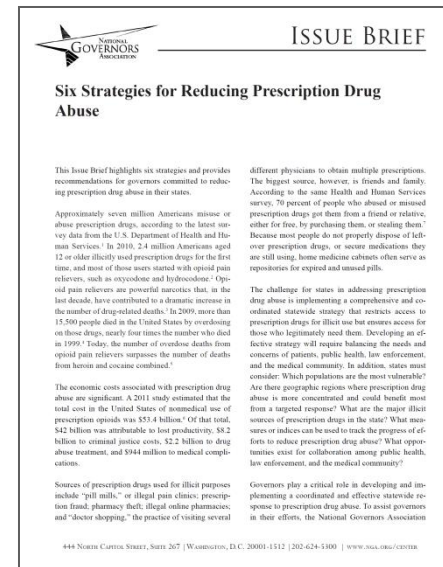 NATIONAL
GOVERNORS
ASSOCIATION
ISSUE BRIEF
Six Strategies for Reducing Prescription Drug
Abuse
This Issue Brief highlights six strategies and provides
recommendations for governors committed to reduc-
ing prescription drug abuse in their states.
Approximately seven million Americans misuse or
abuse prescription drugs, according to the latest sur-
vey data from the U.S. Department of Health and Hu-
man Services.¹ In 2010, 2.4 million Americans aged
12 or older illicitly used prescription drugs for the first
time, and most of those users started with opioid pain
relievers, such as oxycodone and hydrocodone.² Opi-
oid pain relievers are powerful narcotics that, in the
last decade, have contributed to a dramatic increase in
the number of drug-related deaths.³ In 2009, more than
15,500 people died in the United States by overdosing
on those drugs, nearly four times the number who died
in 1999.⁴ Today, the number of overdose deaths from
opioid pain relievers surpasses the number of deaths
from heroin and cocaine combined.⁵
The economic costs associated with prescription drug
abuse are significant. A 2011 study estimated that the
total cost in the United States of nonmedical use of
prescription opioids was $53.4 billion.⁶ Of that total,
$42 billion was attributable to lost productivity, $8.2
billion to criminal justice costs, $2.2 billion to drug
abuse treatment, and $944 million to medical compli-
cations.
Sources of prescription drugs used for illicit purposes
include “pill mills,” or illegal pain clinics; prescrip-
tion fraud; pharmacy theft; illegal online pharmacies;
and “doctor shopping,” the practice of visiting several
different physicians to obtain multiple prescriptions.
The biggest source, however, is friends and family.
According to the same Health and Human Services
survey, 70 percent of people who abused or misused
prescription drugs got them from a friend or relative,
either for free, by purchasing them, or stealing them.⁷
Because most people do not properly dispose of left-
over prescription drugs, or secure medications they
are still using, home medicine cabinets often serve as
repositories for expired and unused pills.
The challenge for states in addressing prescription
drug abuse is implementing a comprehensive and co-
ordinated statewide strategy that restricts access to
prescription drugs for illicit use but ensures access for
those who legitimately need them. Developing an ef-
fective strategy will require balancing the needs and
concerns of patients, public health, law enforcement,
and the medical community. In addition, states must
consider: Which populations are the most vulnerable?
Are there geographic regions where prescription drug
abuse is more concentrated and could benefit most
from a targeted response? What are the major illicit
sources of prescription drugs in the state? What mea-
sures or indices can be used to track the progress of ef-
forts to reduce prescription drug abuse? What oppor-
tunities exist for collaboration among public health,
law enforcement, and the medical community?
Governors play a critical role in developing and im-
plementing a coordinated and effective statewide re-
sponse to prescription drug abuse. To assist governors
in their efforts, the National Governors Association
444 NORTH CAPITOL STREET, SUITE 267 | WASHINGTON, D.C. 20001-1512 | 202-624-5300 | WWW.NGA.ORG/CENTER